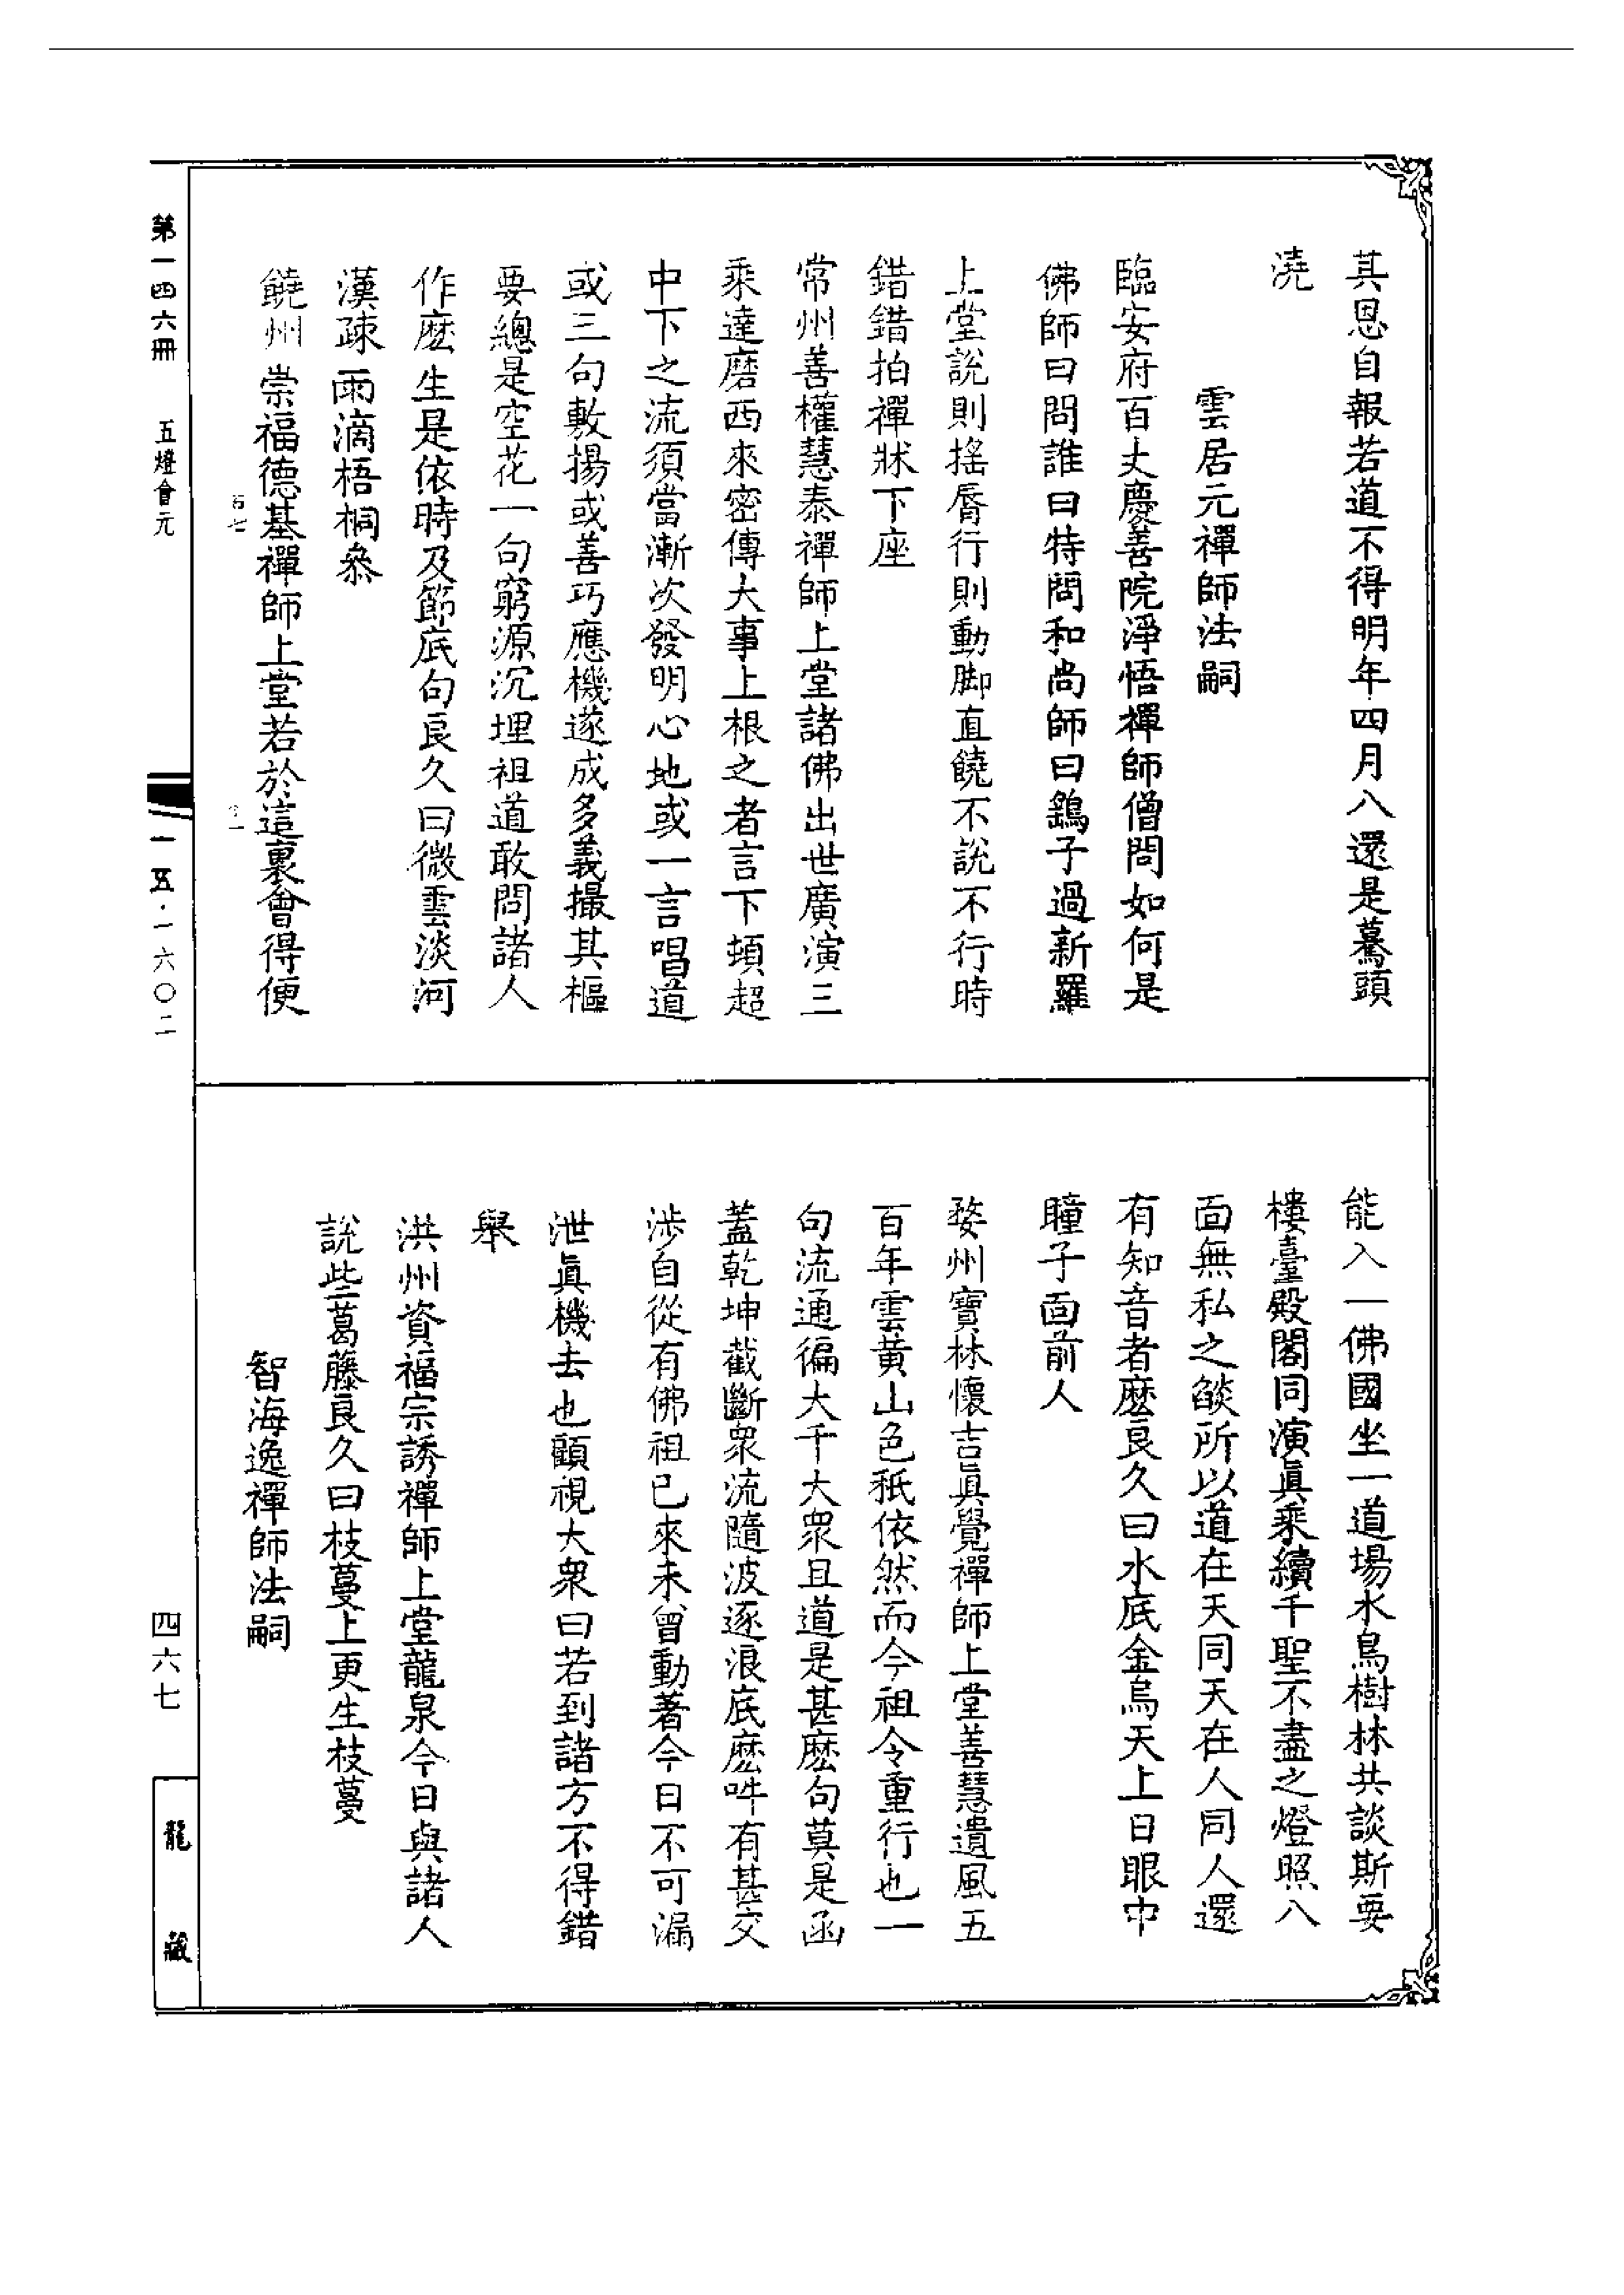 其恩自報若道不得明年四月八還是驀頭
澆
雲居元禪師法嗣
臨安府百丈慶善院淨悟禪師僧問如何是
佛師曰問誰曰特問和尚師曰鷂子過新羅
上堂說則搖脣行則動脚直饒不說不行時
錯錯拍禪牀下座
常州善權慧泰禪師上堂諸佛出世廣演三
乘達磨西來密傳大事上根之者言下頓超
中下之流須當漸次發明心地或一言唱道
或三句敷揚或善巧應機遂成多義撮其樞
要總是空花一句窮源沉埋祖道敢問諸人
作麽生是依時及節底句良久曰微雲淡河
漢疎雨滴梧桐叅
饒州崇福德基禪師上堂若於這裏會得便
能入一佛國坐一道場水鳥樹林共談斯要
樓臺殿閣同演眞乘續千聖不盡之燈照八
面無私之燄所以道在天同天在人同人還
有知音者麽良久曰水底金烏天上日眼中
瞳子面前人
婺州寶林懷吉眞覺禪師上堂善慧遺風五
百年雲黃山色秖依然而今祖令重行也一
句流通徧大千大衆且道是甚麽句莫是函
蓋乾坤截斷衆流隨波逐浪底麽吽有甚交
涉自從有佛祖已來未曾動著今日不可漏
泄眞機去也顧視大衆曰若到諸方不得錯
舉
洪州資福宗誘禪師上堂龍泉今日與諸人
說些葛藤良久曰枝蔓上更生枝蔓
智海逸禪師法嗣
第一四六冊 五燈會元
一五·一六〇二
四六七
龍藏